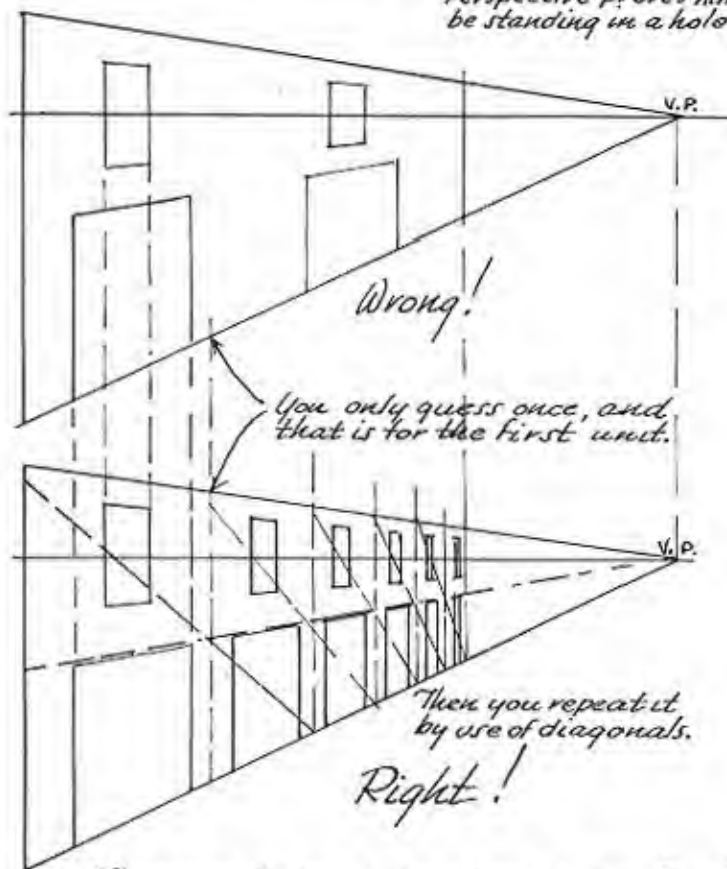 be standing in a hole
V.P.
Wrong!
You only guess once, and
that is for the first unit.
V.P.
Then you repeat it
by use of diagonals.
Right!